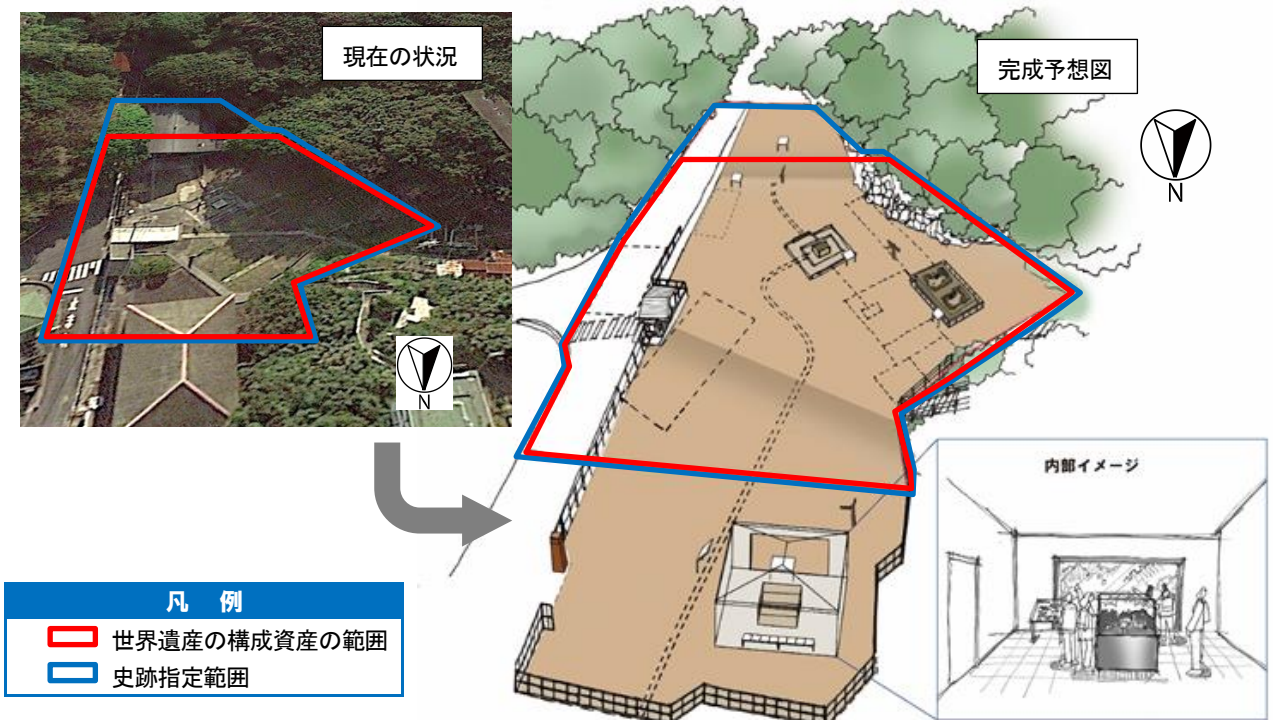 現在の状況
完成予想図
N
N
内部イメージ
凡 例
世界遺産の構成資産の範囲
史跡指定範囲